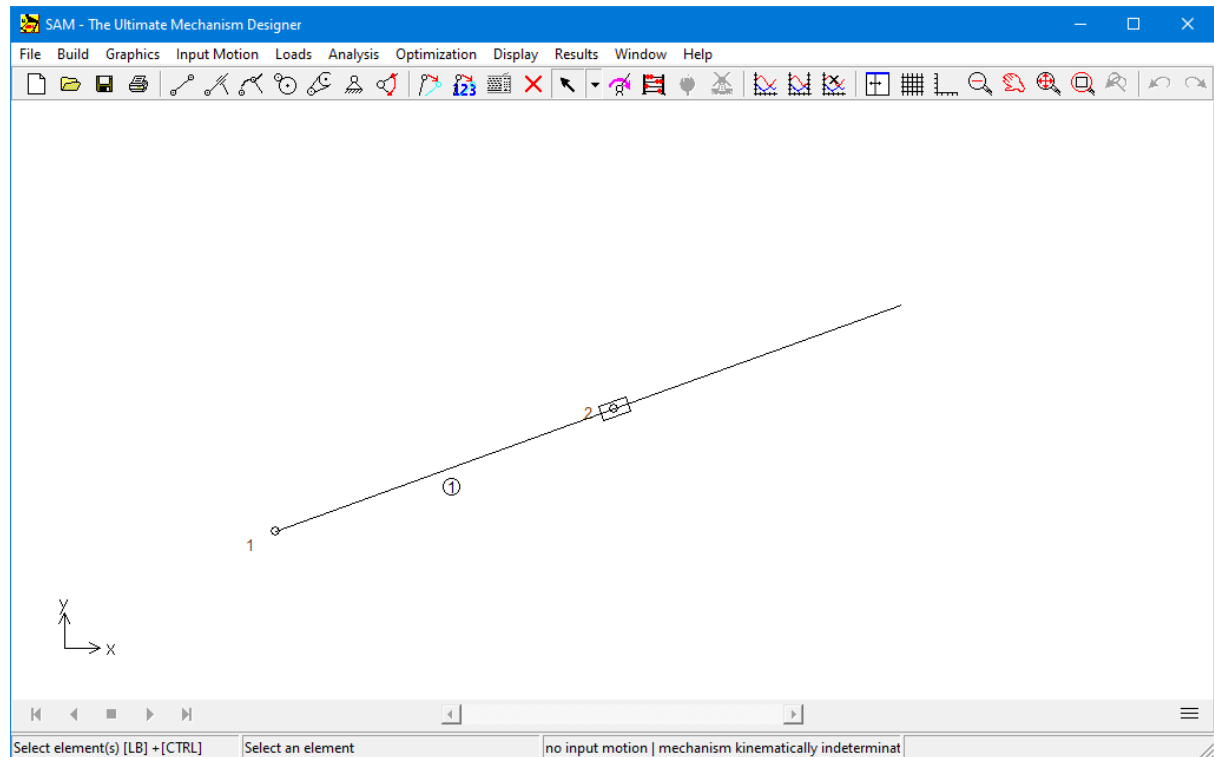 SAM - The Ultimate Mechanism Designer
File Build Graphics Input Motion Loads Analysis Optimization Display Results Window Help
123
2
1
1
y
x
Select element(s) [LB] +[CTRL] Select an element no input motion | mechanism kinematically indeterminat